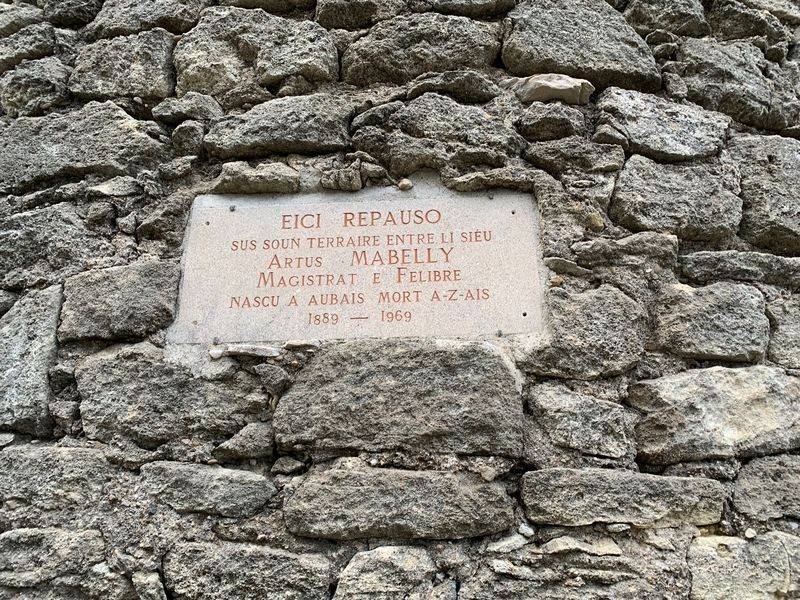 EICI REPAUSO
SUS SOUN TERRAIRE ENTRE LI SIÉU
ARTUS MABELLY
MAGISTRAT E FELIBRE
NASCU A AUBAIS MORT A-Z-AIS
1889 — 1969